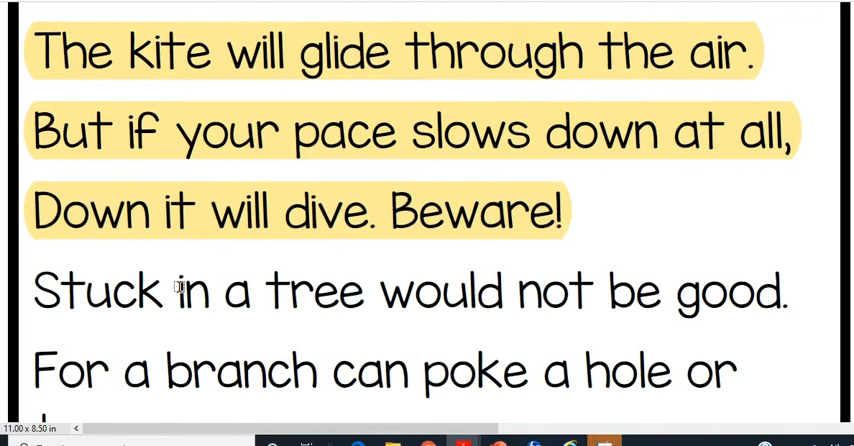 The kite will glide through the air.
But if your pace slows down at all,
Down it will dive. Beware!
Stuck in a tree would not be good.
For a branch can poke a hole or
11.00 x 8.50 in